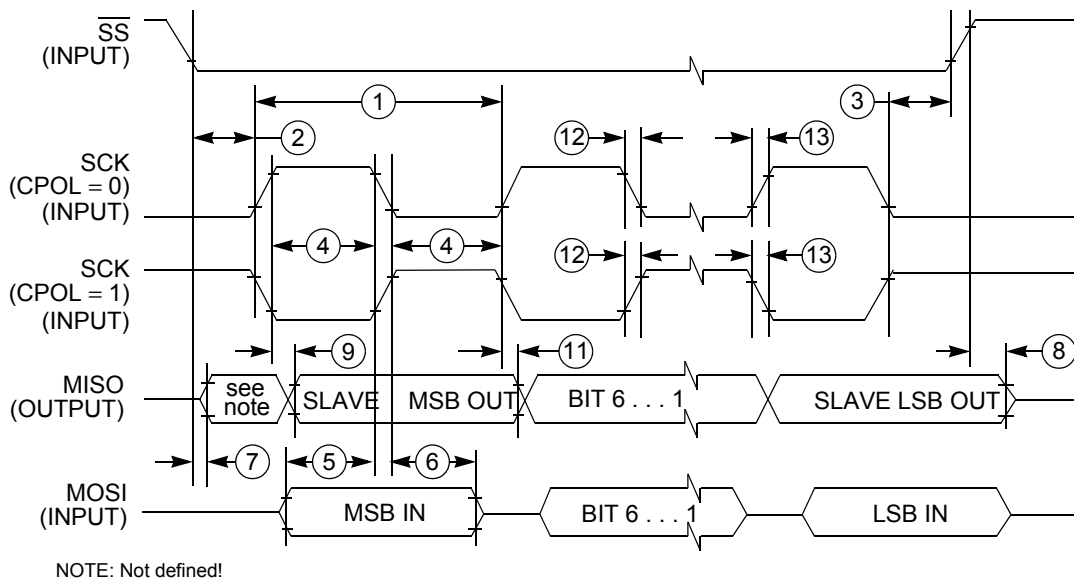 SS
(INPUT)
1
3
2
12
13
SCK
(CPOL = 0)
(INPUT)
4
4
SCK
(CPOL = 1)
(INPUT)
12
13
9
11
8
MISO
(OUTPUT)
see
note
SLAVE
MSB OUT
BIT 6 . . . 1
SLAVE LSB OUT
7
5
6
MOSI
(INPUT)
MSB IN
BIT 6 . . . 1
LSB IN
NOTE: Not defined!